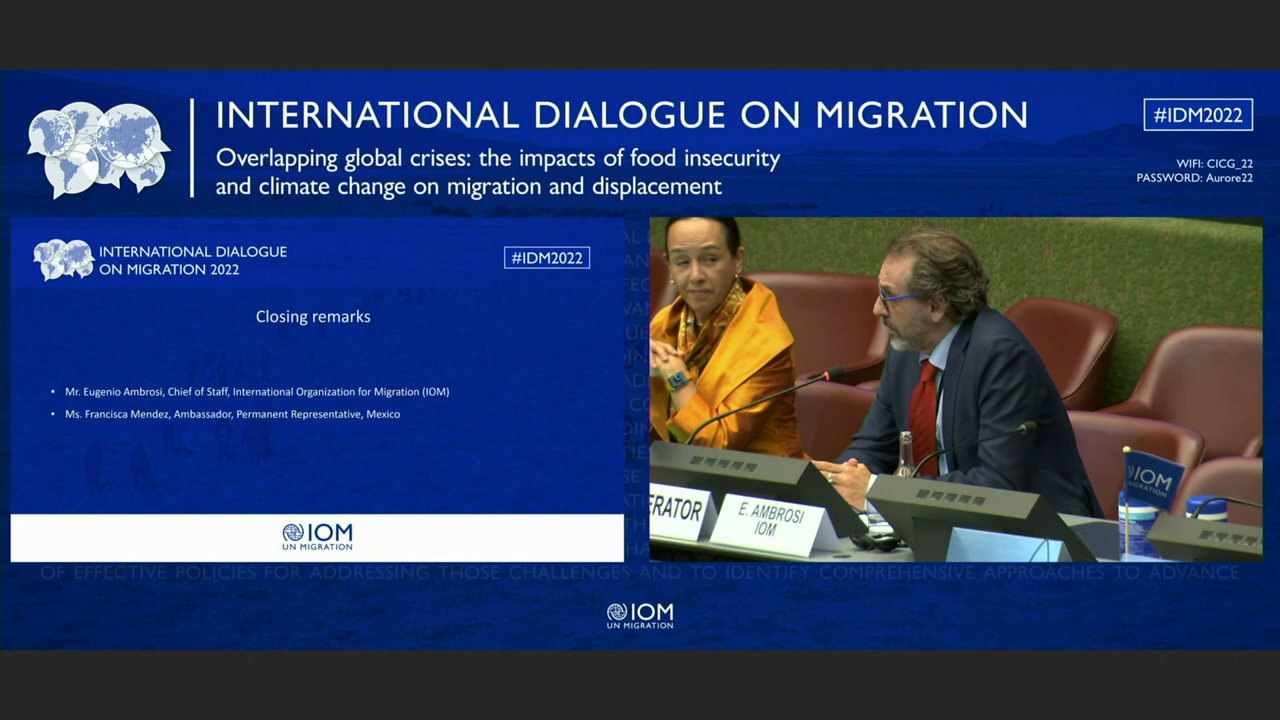 INTERNATIONAL DIALOGUE ON MIGRATION
Overlapping global crises: the impacts of food insecurity
and climate change on migration and displacement
#IDM2022
WIFI: CICG_22
PASSWORD: Aurore22
INTERNATIONAL DIALOGUE
ON MIGRATION 2022
#IDM2022
Closing remarks
• Mr. Eugenio Ambrosi, Chief of Staff, International Organization for Migration (IOM)
• Ms. Francisca Mendez, Ambassador, Permanent Representative, Mexico
IOM
UN MIGRATION
ERATOR
E. AMBROSI
IOM
IOM
UN MIGRATION
OF EFFECTIVE POLICIES FOR ADDRESSING THOSE CHALLENGES AND TO IDENTIFY COMPREHENSIVE APPROACHES TO ADVANCE
IOM
UN MIGRATION